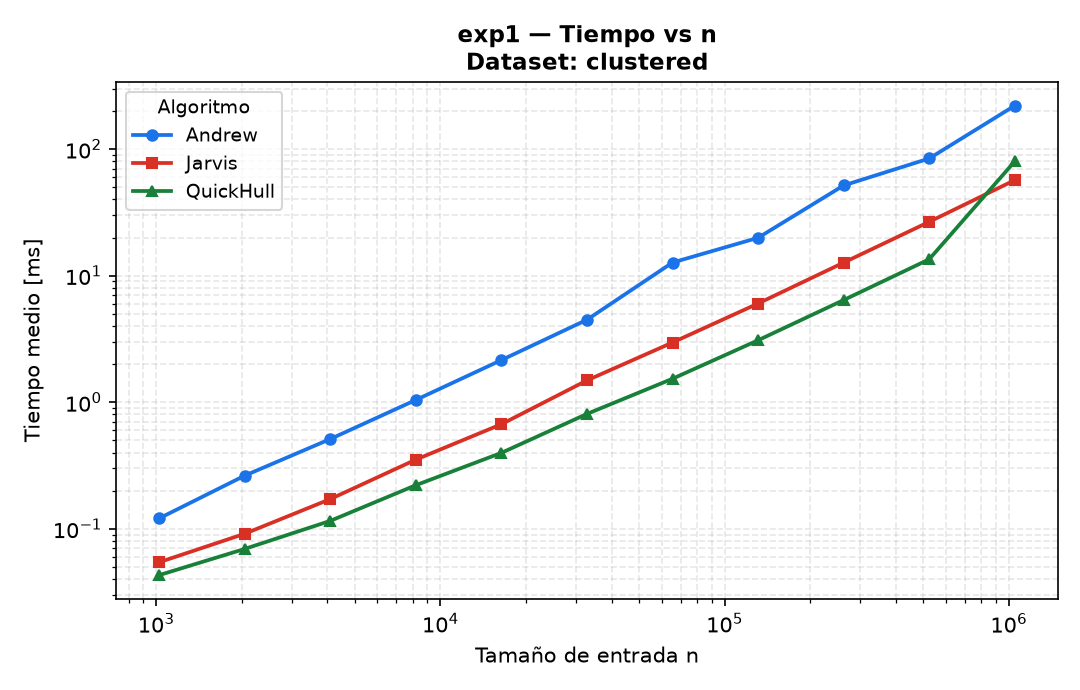 exp1 — Tiempo vs n
Dataset: clustered
Algoritmo
Andrew
Jarvis
QuickHull
Tiempo medio [ms]
10²
10¹
10⁰
10⁻¹
10³
10⁴
10⁵
10⁶
Tamaño de entrada n